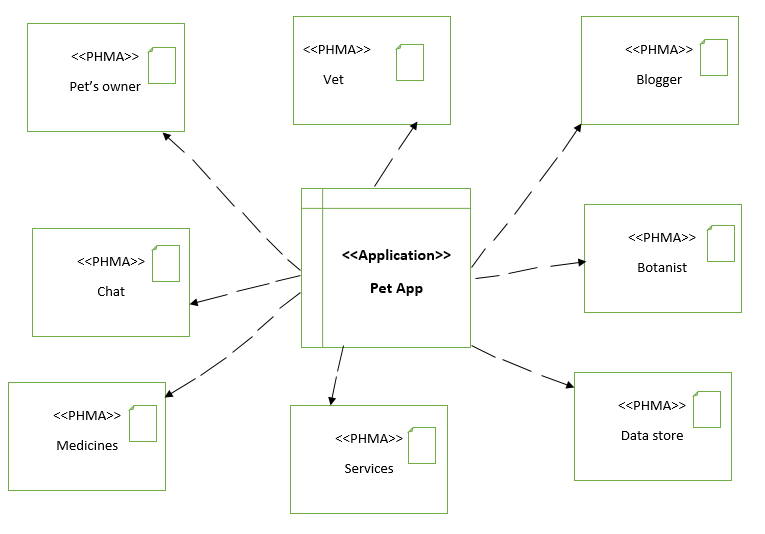 <<PHMA>>
Pet's owner
<<PHMA>>
Vet
<<PHMA>>
Blogger
<<PHMA>>
Chat
<<Application>>
Pet App
<<PHMA>>
Botanist
<<PHMA>>
Medicines
<<PHMA>>
Services
<<PHMA>>
Data store